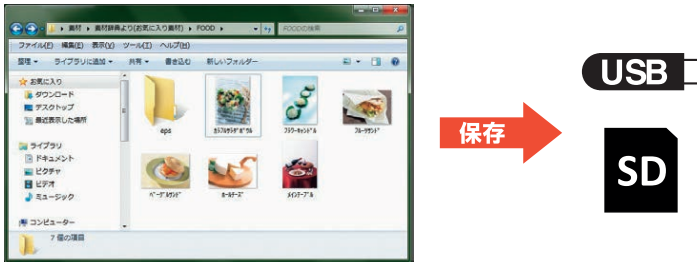 素材 ▸ 素材辞典より(お気に入り素材) ▸ FOOD ▸
FOODの検索
ファイル(F) 編集(E) 表示(V) ツール(T) ヘルプ(H)
整理 ライブラリに追加 共有 書き込む 新しいフォルダー
お気に入り
ダウンロード
デスクトップ
最近表示した場所
ライブラリ
ドキュメント
ピクチャ
ビデオ
ミュージック
コンピューター
eps
ｶﾗﾌﾙｻﾗﾀﾞﾎﾞｳﾙ
ﾌﾗﾜｰｷｬﾝﾄﾞﾙ
ﾌﾙｰﾂｻﾝﾄﾞ
ﾍﾞｰｸﾞﾙｻﾝﾄﾞ
ﾎｰﾙﾁｰｽﾞ
ﾒｲﾝﾃｰﾌﾞﾙ
7 個の項目
保存
USB
SD